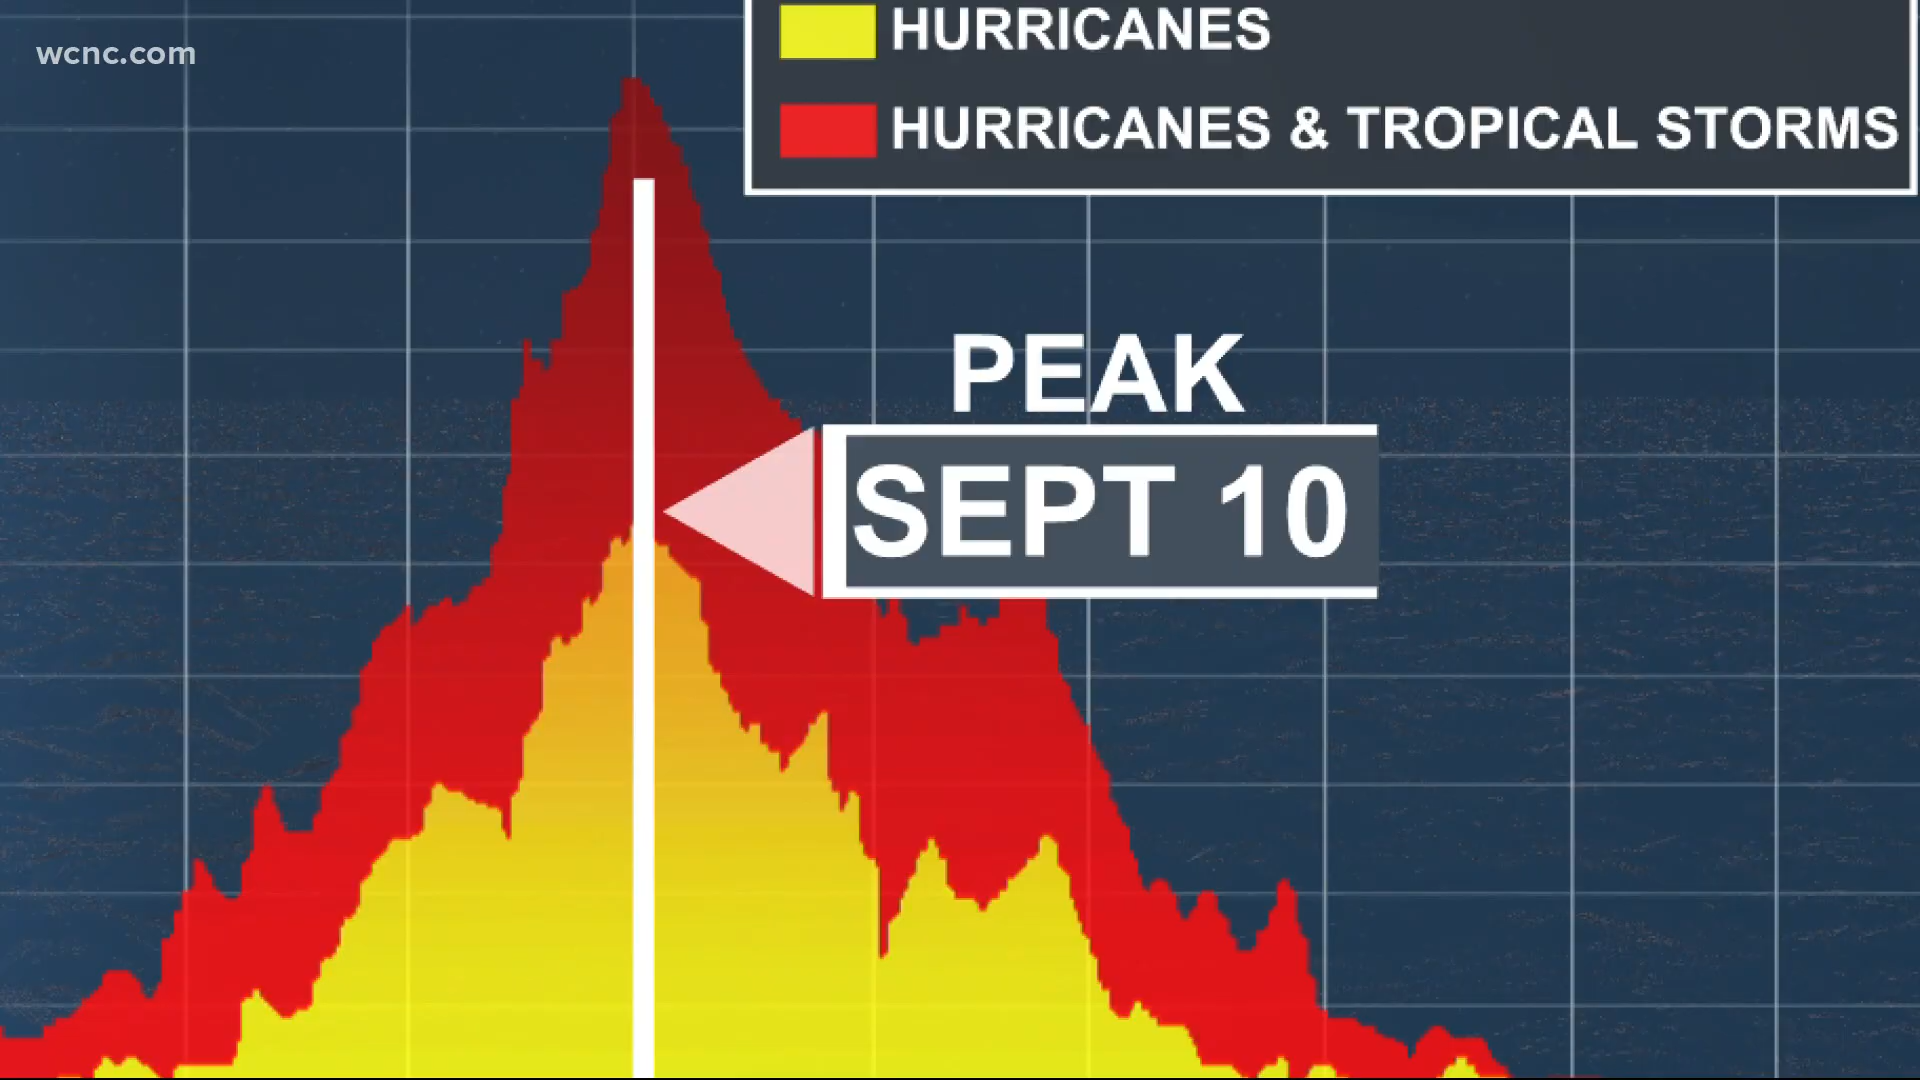 wcnc.com
HURRICANES
HURRICANES & TROPICAL STORMS
PEAK
SEPT 10